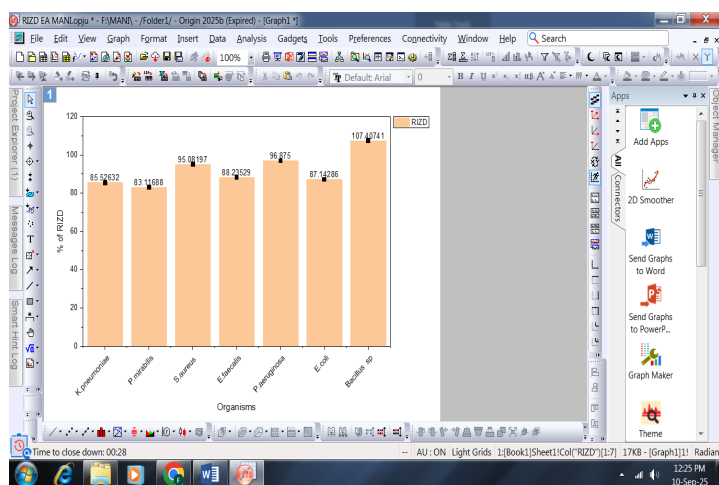 RIZD EA MANI.opju * - F:\MANI\ - /Folder1/ - Origin 2025b (Expired) - [Graph1 *]
File Edit View Graph Format Insert Data Analysis Gadgets Tools Preferences Connectivity Window Help Search
100%
Default: Arial 0 B I U
Project Explorer (1)
Messages Log
Smart Hint Log
1
RIZD
% of RIZD
120
100
80
60
40
20
0
85.52632
83.11688
95.08197
88.23529
96.875
87.14286
107.40741
K.pneumoniae
P.mirabilis
S.aureus
E.faecalis
P.aeruginosa
E.coli
Bacillus sp
Organisms
Apps
All
Connectors
Add Apps
2D Smoother
Send Graphs
to Word
Send Graphs
to PowerP...
Graph Maker
Theme
Object Manager
Time to close down: 00:28
-- AU : ON Light Grids 1:[Book1]Sheet1!Col("RIZD")[1:7] 17KB - [Graph1]1! Radian
12:25 PM
10-Sep-25